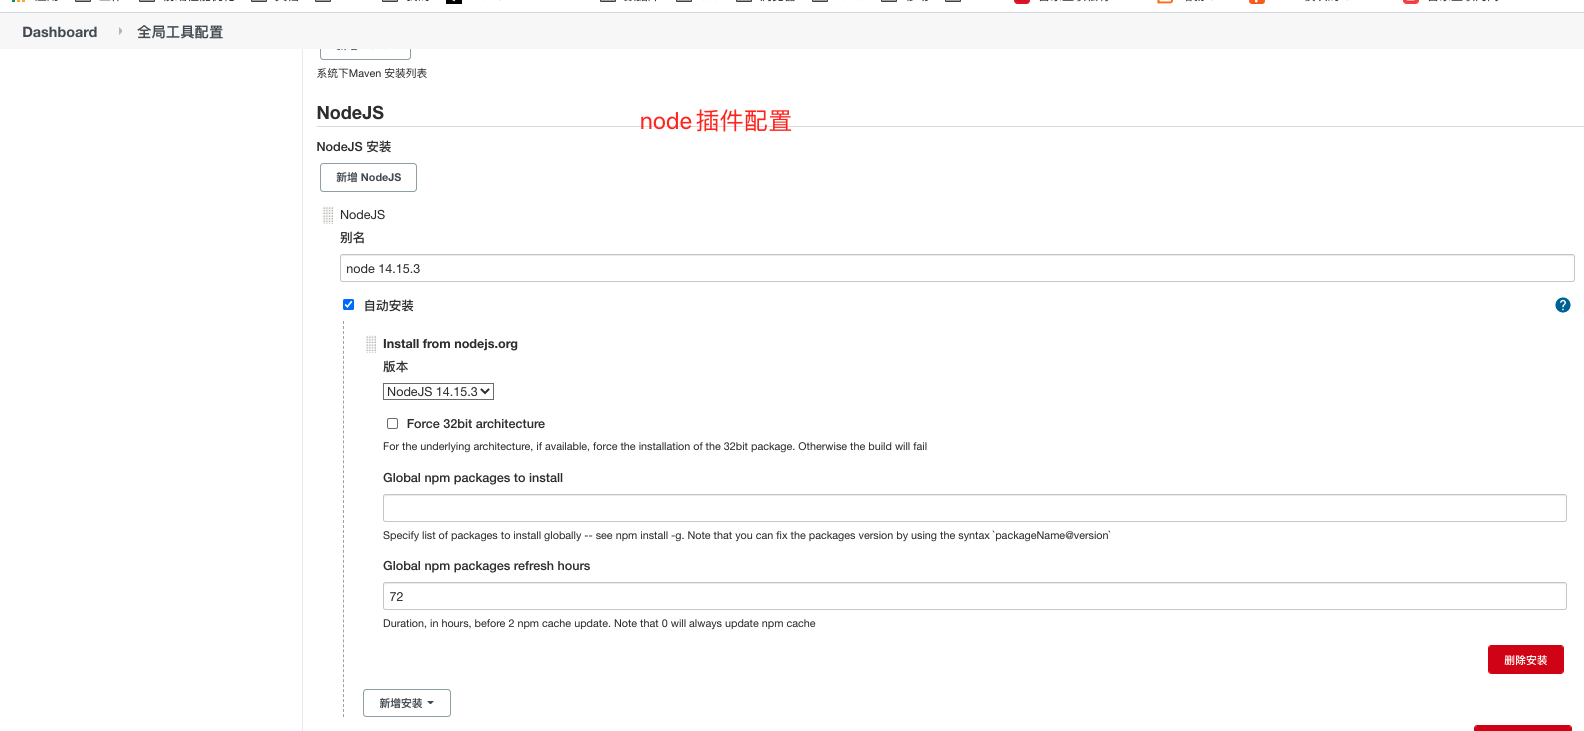 Dashboard 全局工具配置
系统下Maven 安装列表
NodeJS
node插件配置
NodeJS 安装
新增 NodeJS
NodeJS
别名
node 14.15.3
自动安装
?
Install from nodejs.org
版本
NodeJS 14.15.3
Force 32bit architecture
For the underlying architecture, if available, force the installation of the 32bit package. Otherwise the build will fail
Global npm packages to install
Specify list of packages to install globally -- see npm install -g. Note that you can fix the packages version by using the syntax `packageName@version`
Global npm packages refresh hours
72
Duration, in hours, before 2 npm cache update. Note that 0 will always update npm cache
删除安装
新增安装